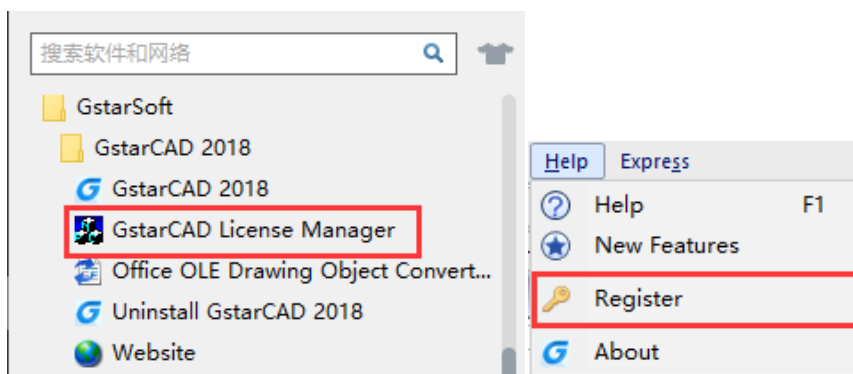 搜索软件和网络
GstarSoft
GstarCAD 2018
GstarCAD 2018
GstarCAD License Manager
Office OLE Drawing Object Convert...
Uninstall GstarCAD 2018
Website
Help Express
Help F1
New Features
Register
About